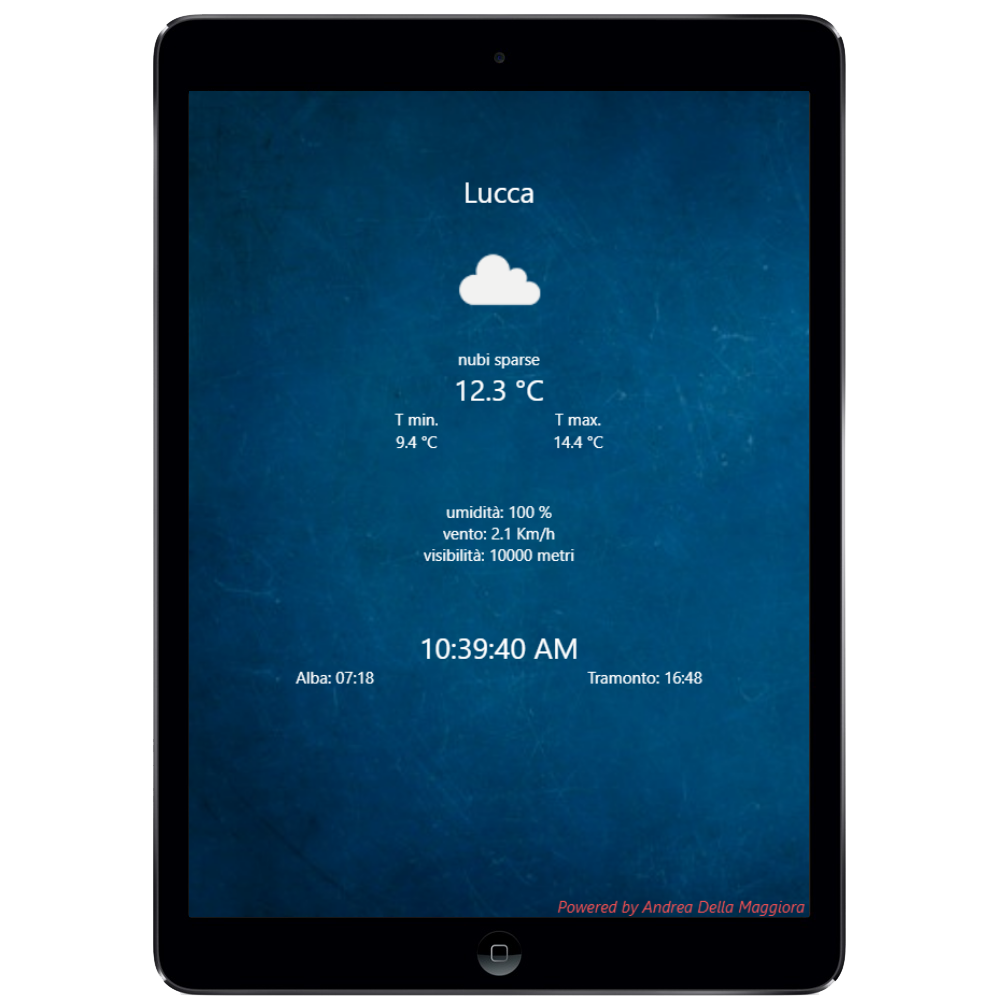 Lucca
nubi sparse
12.3 °C
T min. T max.
9.4 °C 14.4 °C
umidità: 100 %
vento: 2.1 Km/h
visibilità: 10000 metri
10:39:40 AM
Alba: 07:18 Tramonto: 16:48
Powered by Andrea Della Maggiora